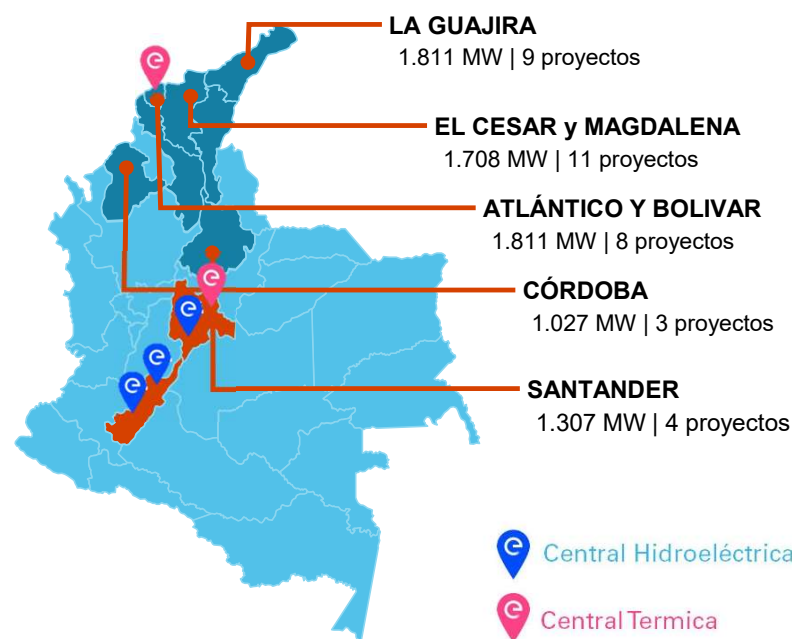 LA GUAJIRA
1.811 MW | 9 proyectos
EL CESAR y MAGDALENA
1.708 MW | 11 proyectos
ATLÁNTICO Y BOLIVAR
1.811 MW | 8 proyectos
CÓRDOBA
1.027 MW | 3 proyectos
SANTANDER
1.307 MW | 4 proyectos
Central Hidroeléctrica
Central Termica